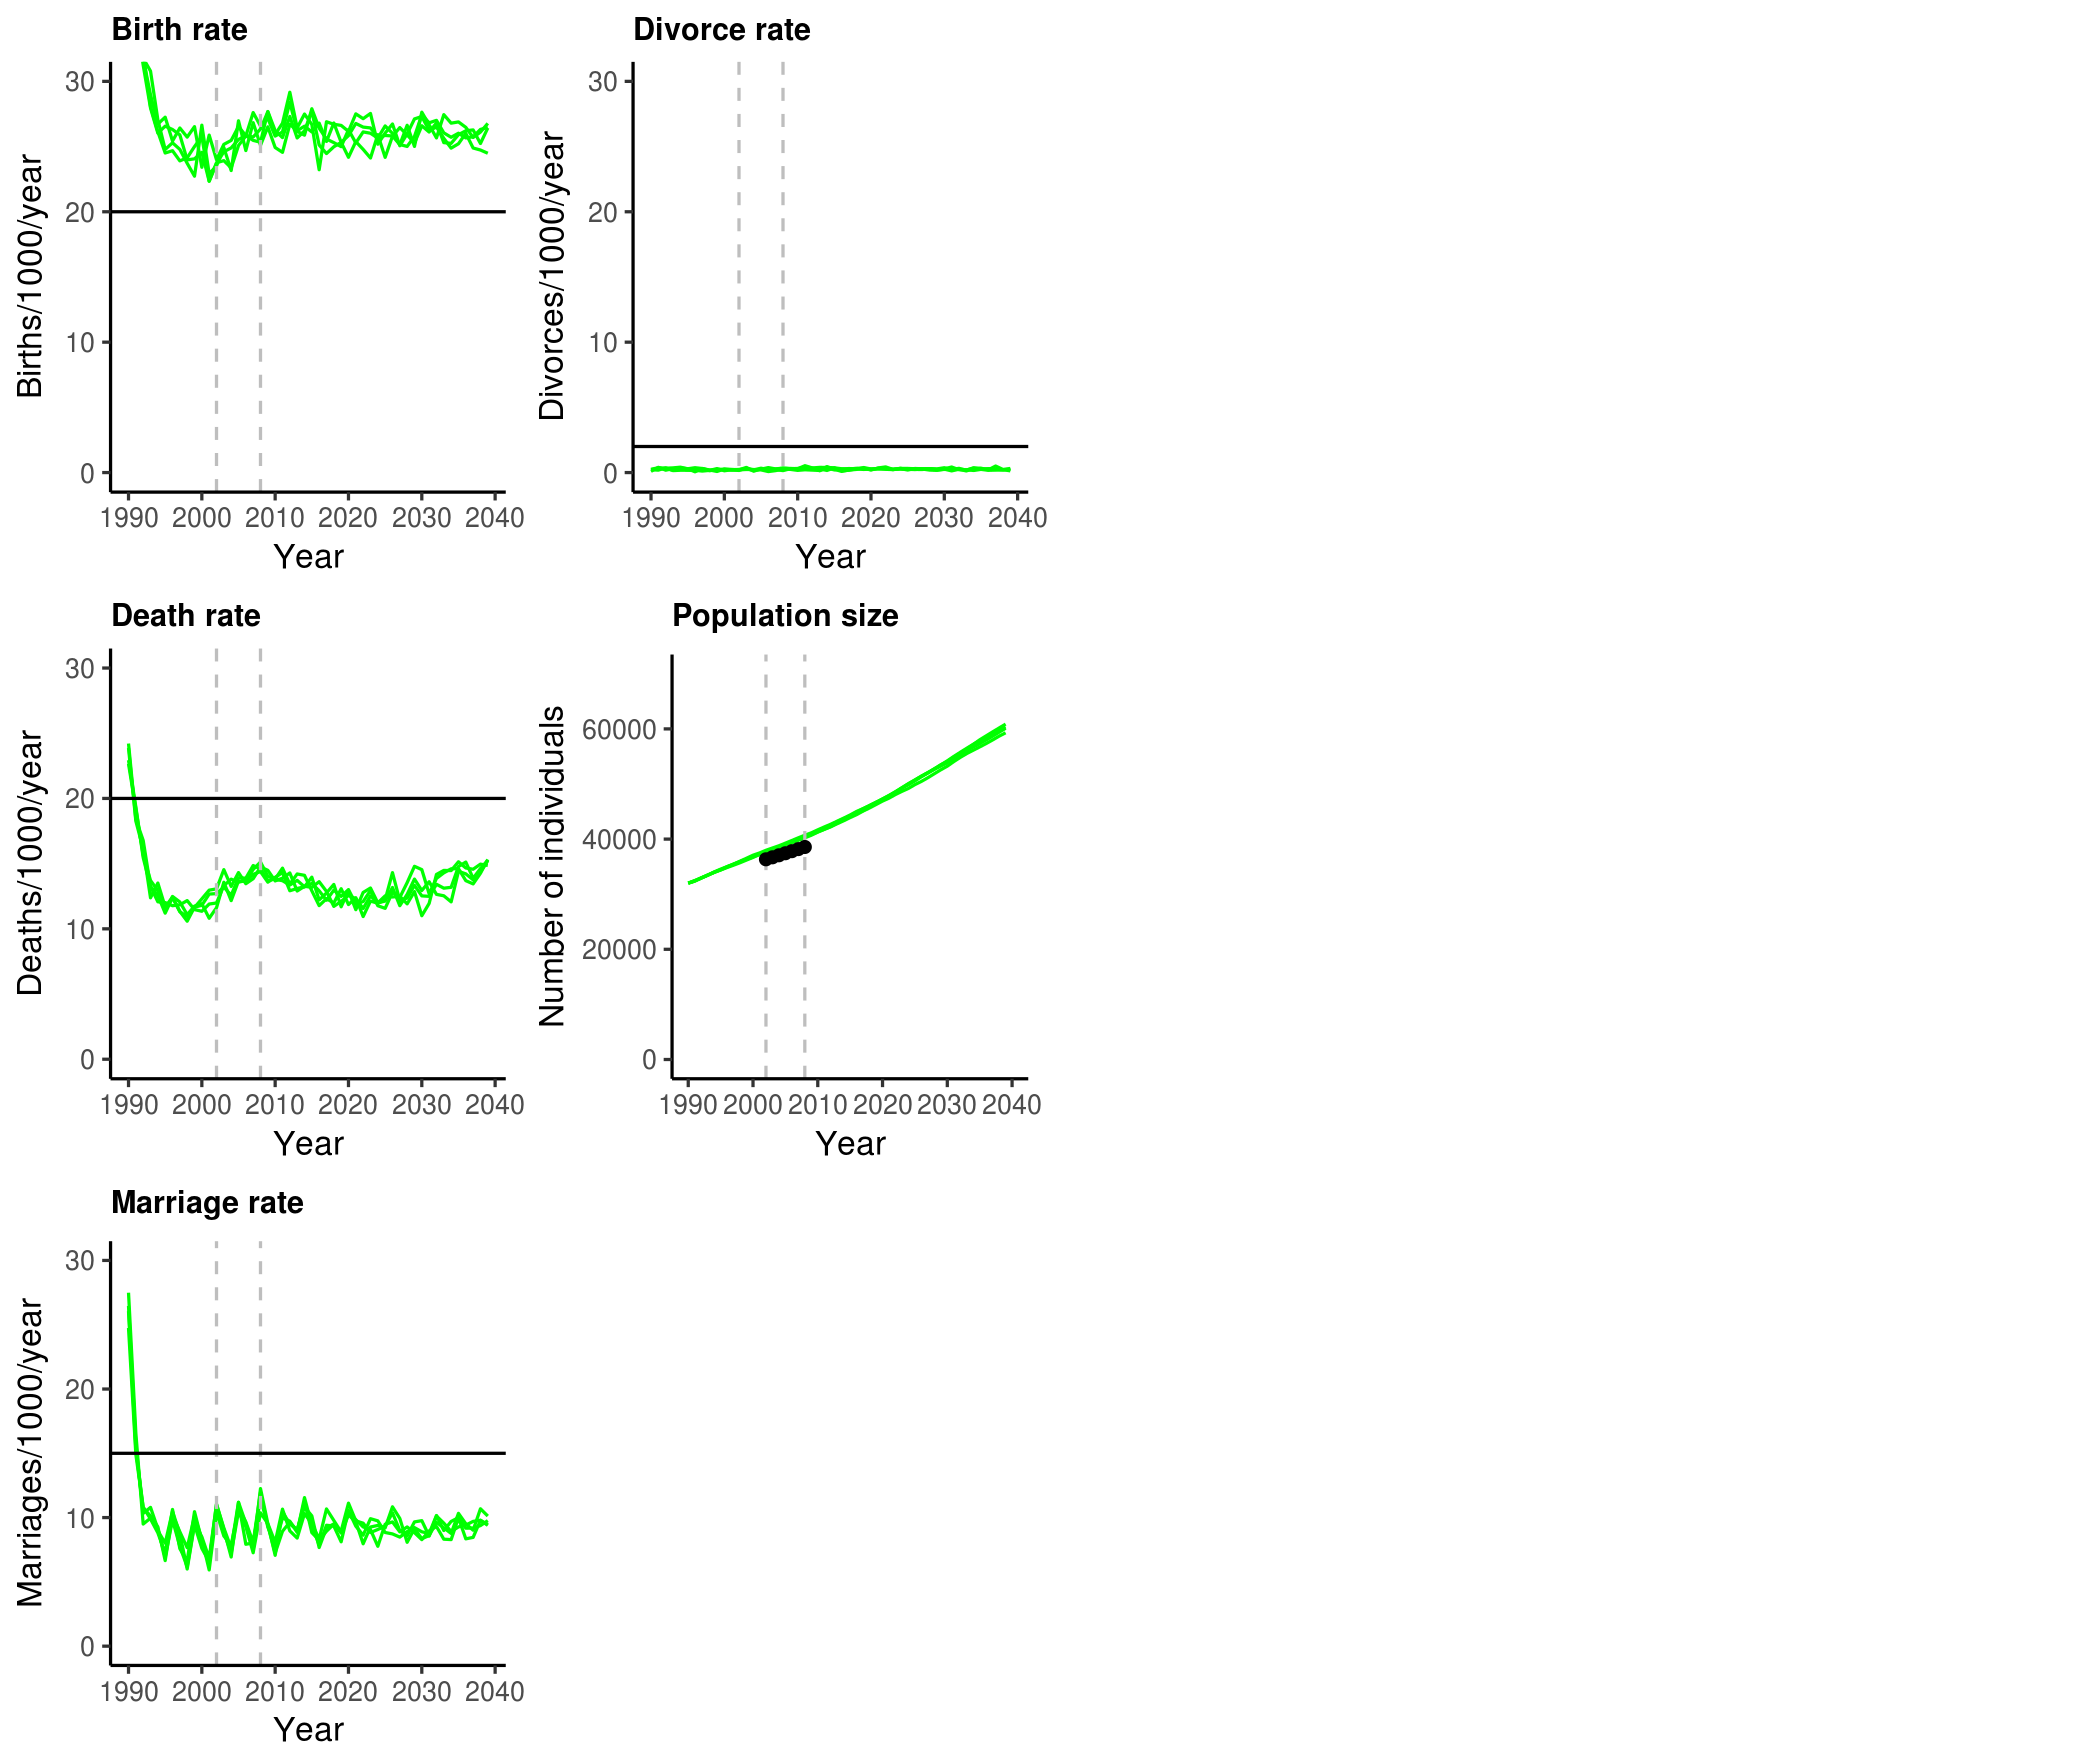 Birth rate
Births/1000/year
30
20
10
0
1990 2000 2010 2020 2030 2040
Year
Divorce rate
Divorces/1000/year
30
20
10
0
1990 2000 2010 2020 2030 2040
Year
Death rate
Deaths/1000/year
30
20
10
0
1990 2000 2010 2020 2030 2040
Year
Population size
Number of individuals
60000
40000
20000
0
1990 2000 2010 2020 2030 2040
Year
Marriage rate
Marriages/1000/year
30
20
10
0
1990 2000 2010 2020 2030 2040
Year